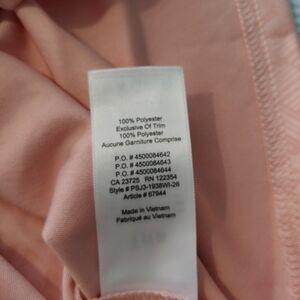 100% Polyester
Exclusive Of Trim
100% Polyester
Aucune Garniture Comprise
P.O. # 4500084642
P.O. # 4500084643
P.O. # 4500084644
CA 23725 RN 122354
Style # PSJ3-1938WI-28
Article # 67944
Made in Vietnam
Fabriqué au Vietnam